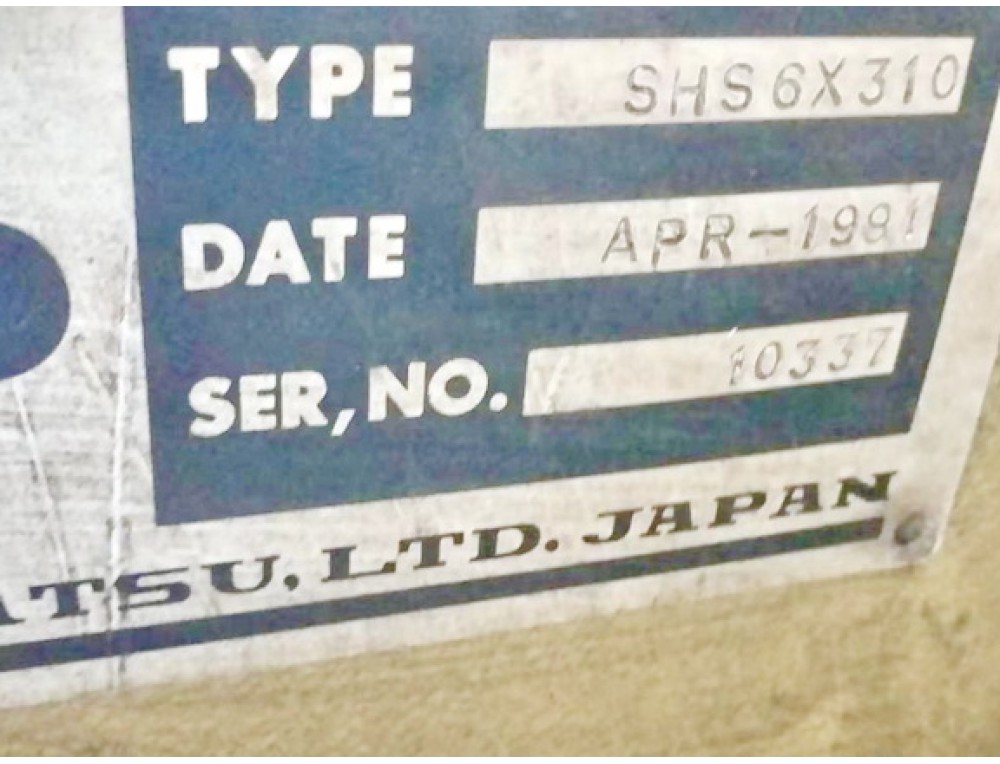 TYPE SHS6X310
DATE APR-1981
SER, NO. 10337
ATSU, LTD. JAPAN